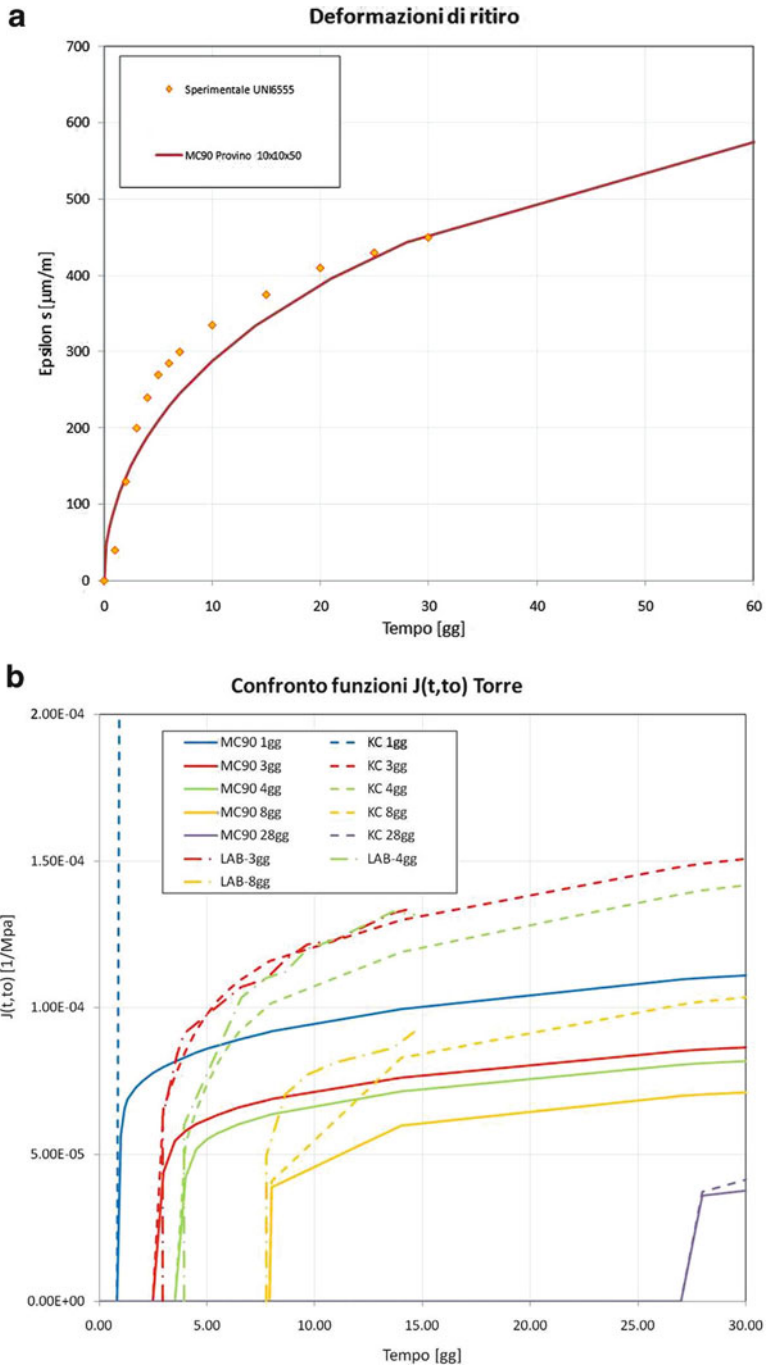 a
Deformazioni di ritiro
700
600
500
400
300
200
100
0
Epsilon s [µm/m]
Sperimentale UNI6555
MC90 Provino 10x10x50
0 10 20 30 40 50 60
Tempo [gg]
b
Confronto funzioni J(t,to) Torre
2.00E-04
1.50E-04
1.00E-04
5.00E-05
0.00E+00
J(t,to) [1/Mpa]
MC90 1gg KC 1gg
MC90 3gg KC 3gg
MC90 4gg KC 4gg
MC90 8gg KC 8gg
MC90 28gg KC 28gg
LAB-3gg LAB-4gg
LAB-8gg
0.00 5.00 10.00 15.00 20.00 25.00 30.00
Tempo [gg]